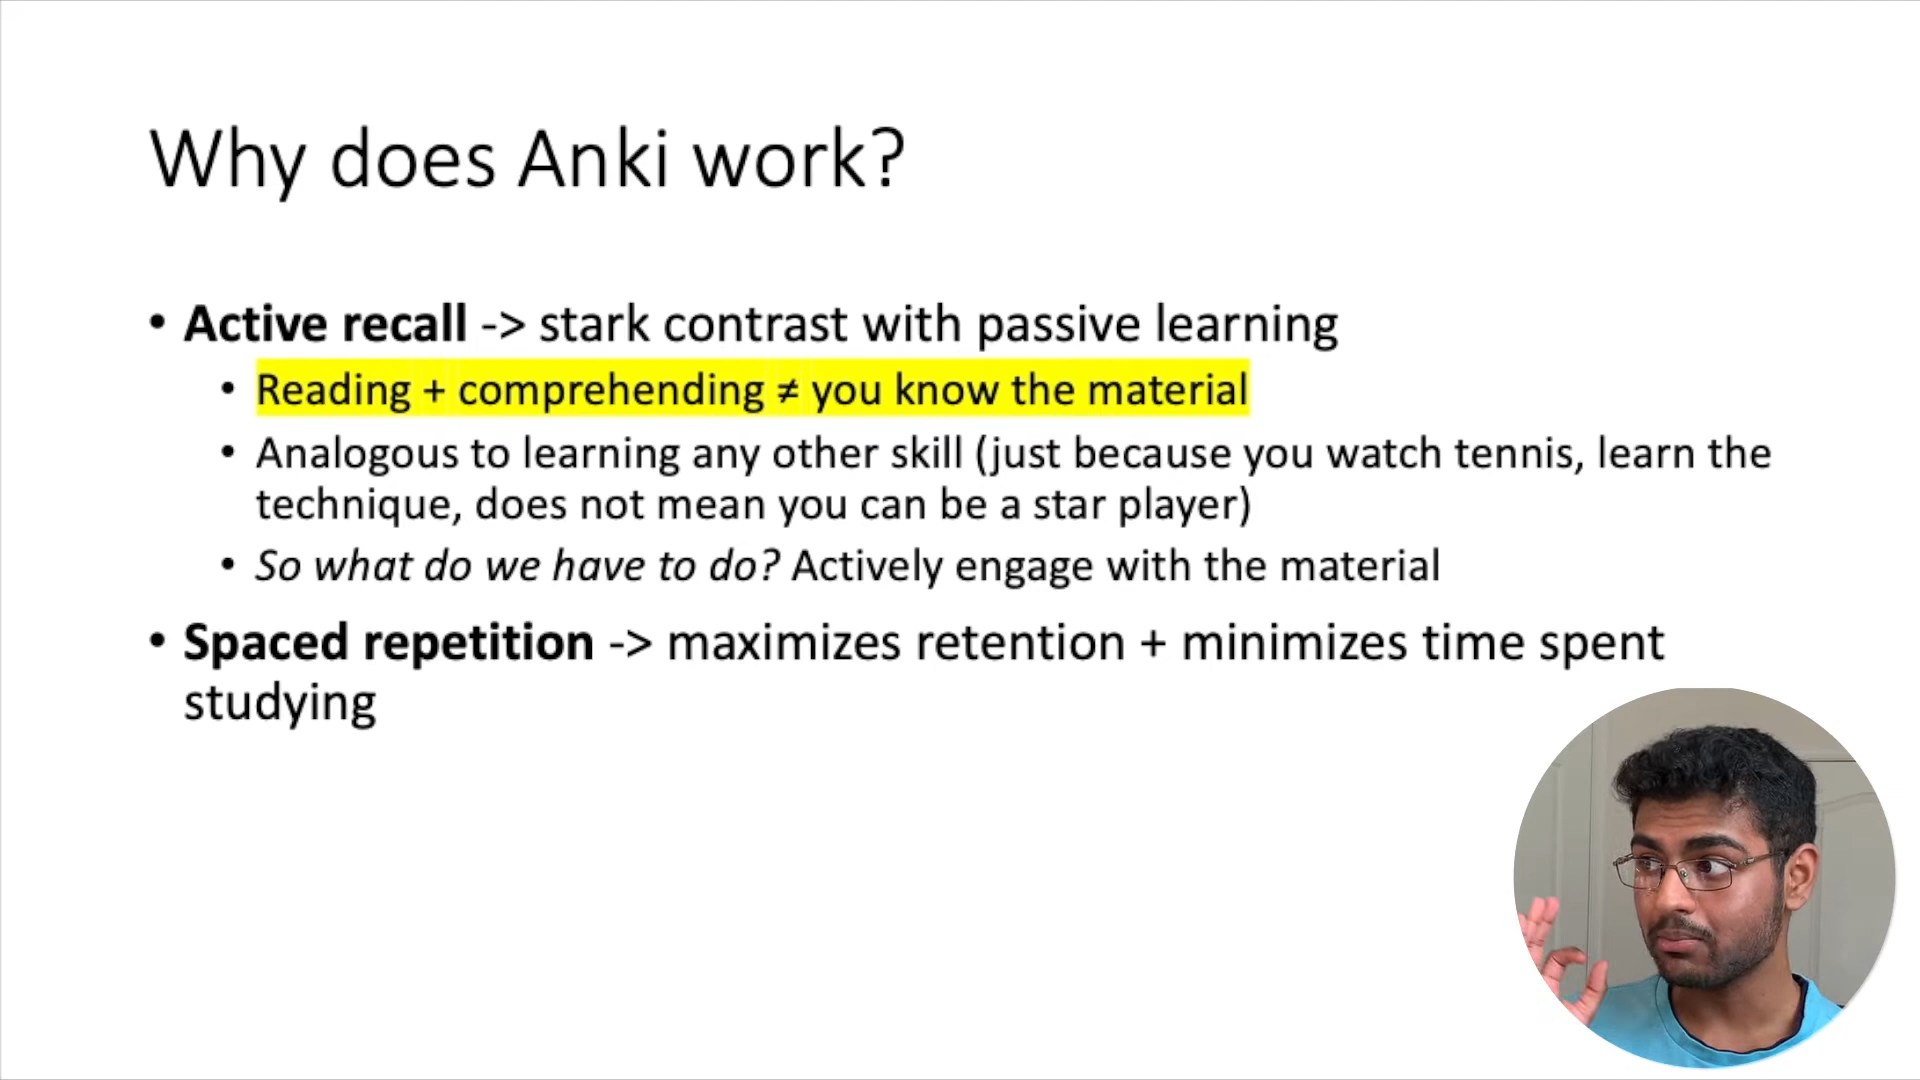 Why does Anki work?
• Active recall -> stark contrast with passive learning
• Reading + comprehending ≠ you know the material
• Analogous to learning any other skill (just because you watch tennis, learn the
technique, does not mean you can be a star player)
• So what do we have to do? Actively engage with the material
• Spaced repetition -> maximizes retention + minimizes time spent
studying